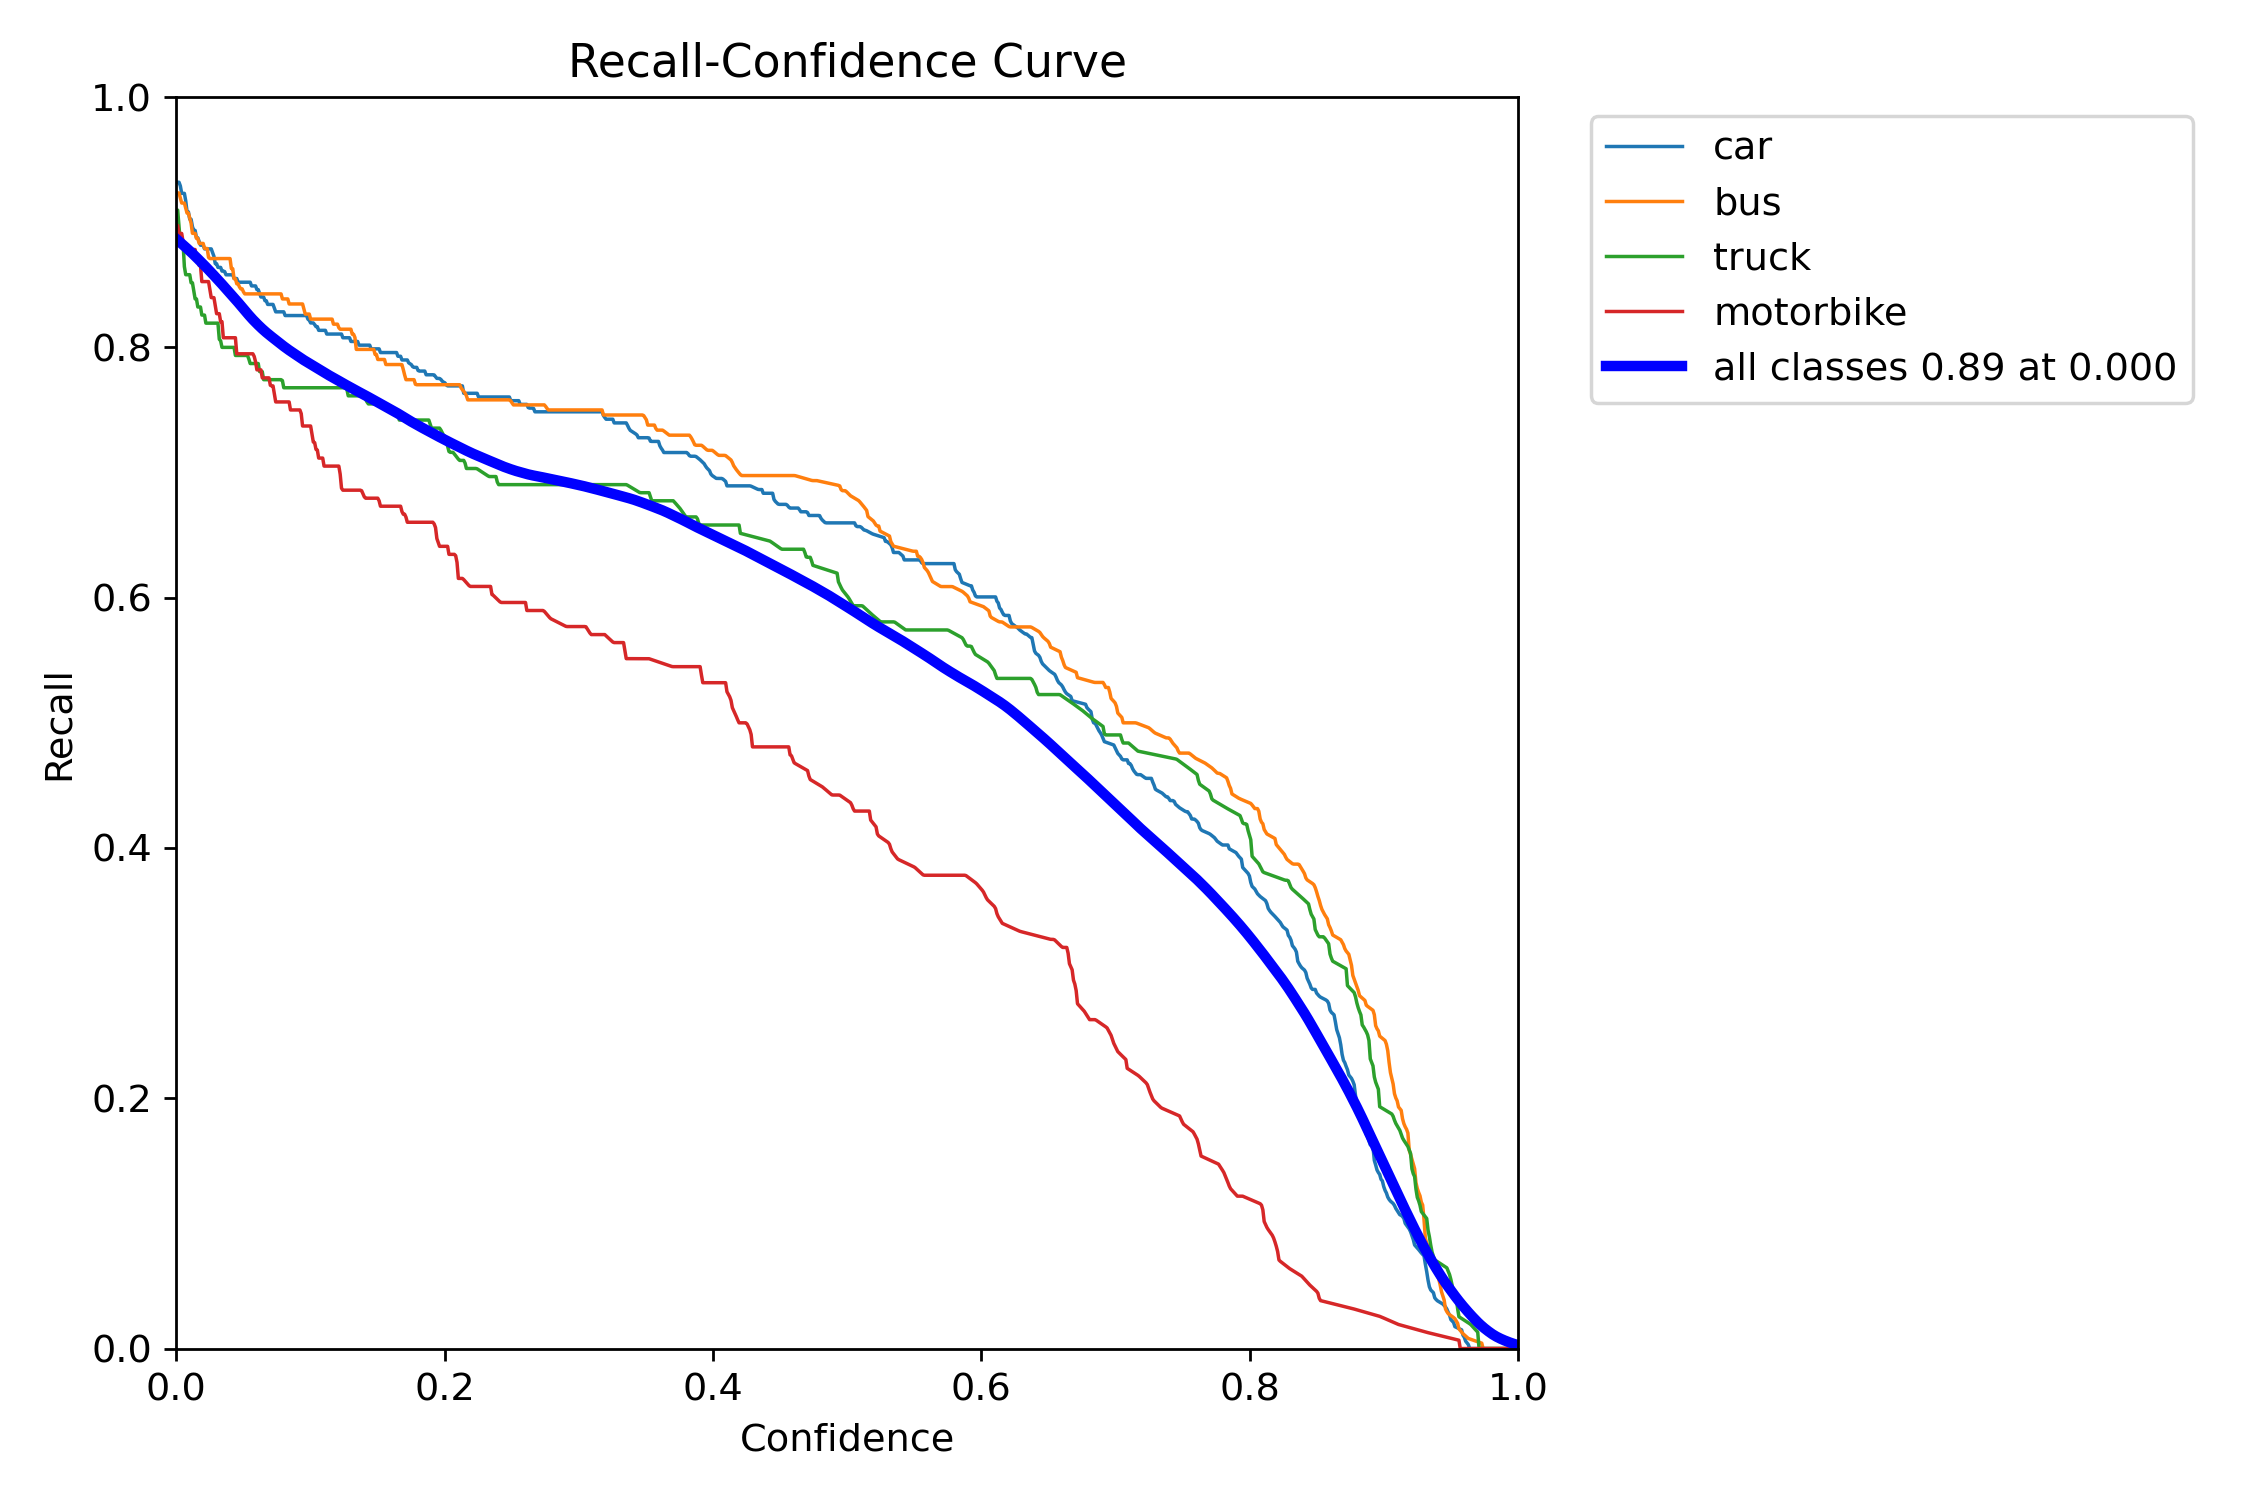 Recall-Confidence Curve
1.0
0.8
0.6
0.4
0.2
0.0
Recall
0.0 0.2 0.4 0.6 0.8 1.0
Confidence
car
bus
truck
motorbike
all classes 0.89 at 0.000